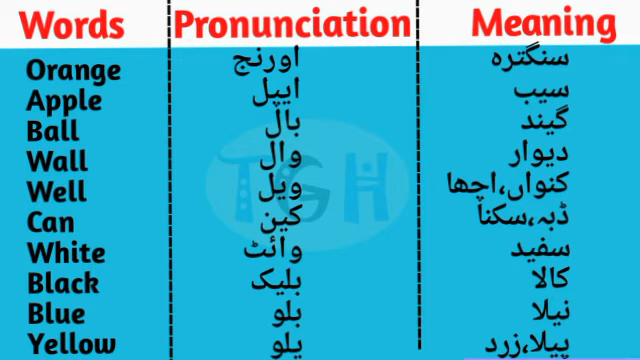 Words Pronunciation Meaning
Orange اورنج سنگترہ
Apple ایپل سیب
Ball بال گیند
Wall وال دیوار
Well ویل کنواں،اچھا
Can کین ڈبہ،سکنا
White وائٹ سفید
Black بلیک کالا
Blue بلو نیلا
Yellow یلو پیلا،زرد
TGH